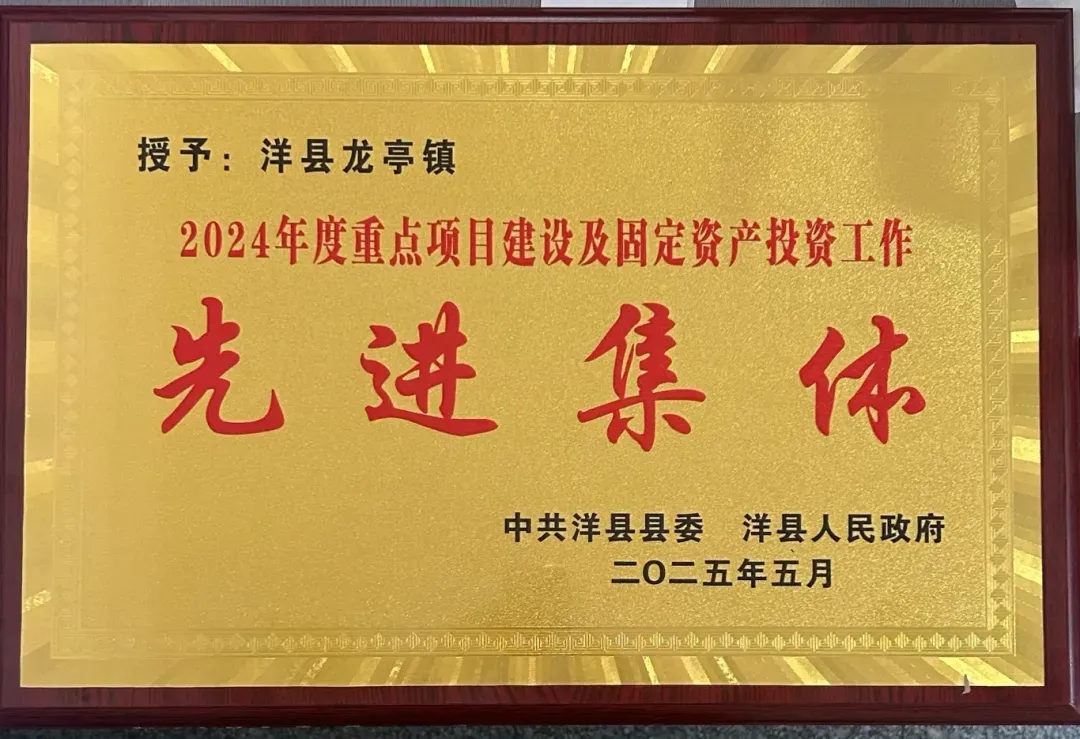 授予：洋县龙亭镇
2024年度重点项目建设及固定资产投资工作
先进集体
中共洋县县委 洋县人民政府
二〇二五年五月